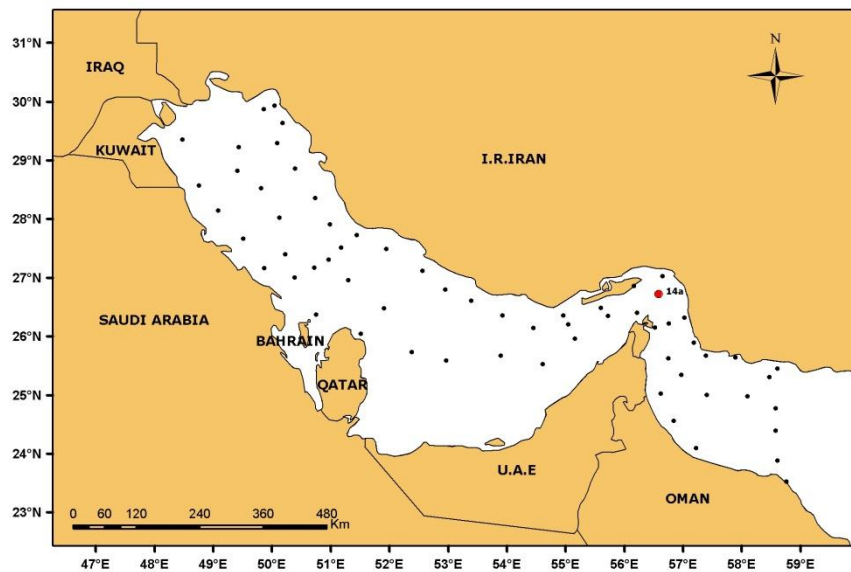 N
31°N
IRAQ
30°N
KUWAIT
I.R.IRAN
29°N
28°N
27°N
14a
SAUDI ARABIA
26°N
BAHRAIN
QATAR
25°N
24°N
U.A.E
OMAN
23°N
0 60 120 240 360 480
Km
47°E 48°E 49°E 50°E 51°E 52°E 53°E 54°E 55°E 56°E 57°E 58°E 59°E